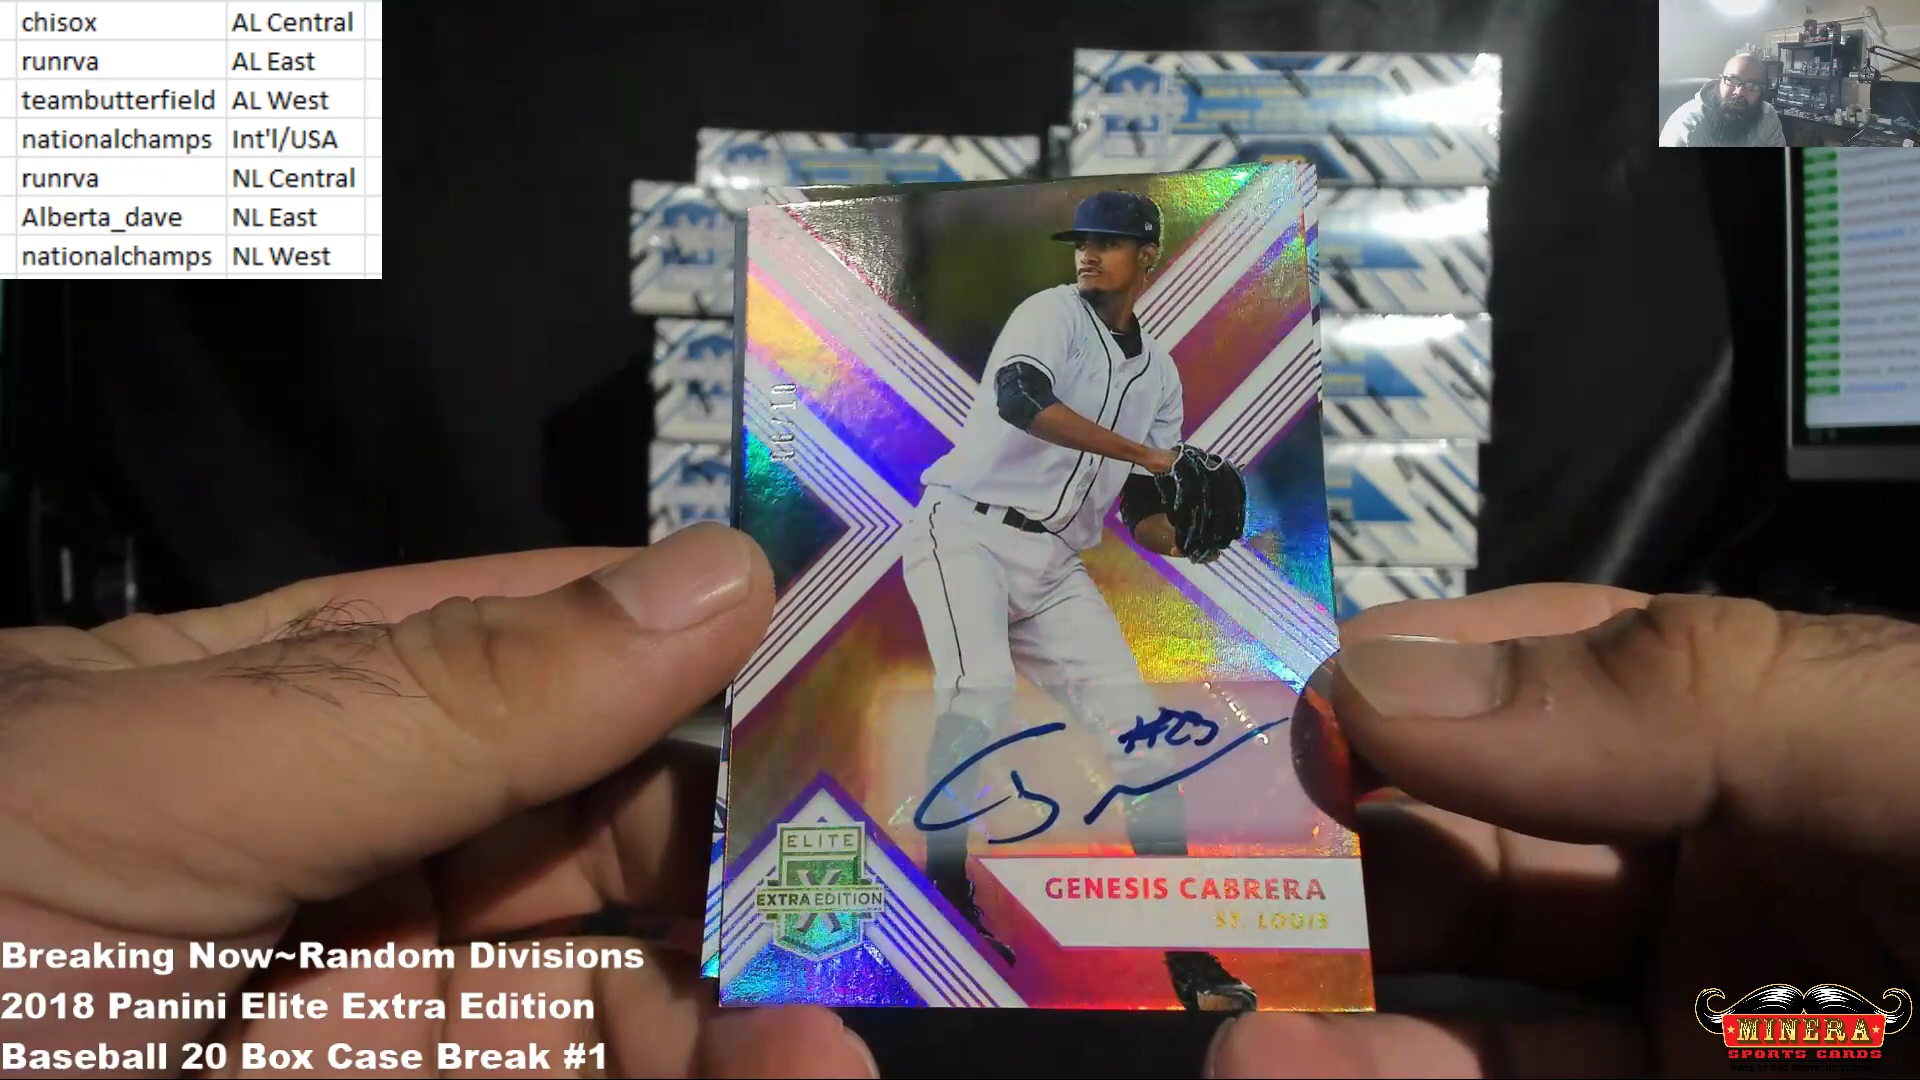 chisox AL Central
runrva AL East
teambutterfield AL West
nationalchamps Int'l/USA
runrva NL Central
Alberta_dave NL East
nationalchamps NL West
#23
ELITE
EXTRA EDITION
GENESIS CABRERA
ST. LOUIS
Breaking Now~Random Divisions
2018 Panini Elite Extra Edition
Baseball 20 Box Case Break #1
MINERA
SPORTS CARDS